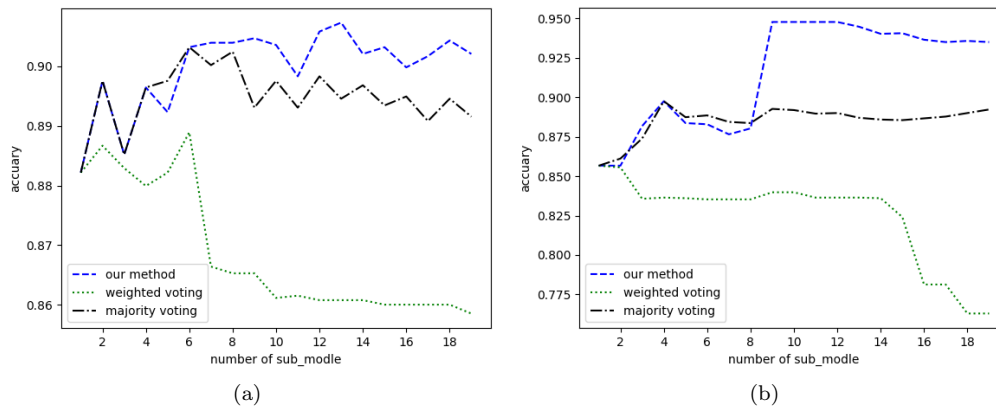 accuary
0.90
0.89
0.88
0.87
0.86
our method
weighted voting
majority voting
2 4 6 8 10 12 14 16 18
number of sub_modle
(a)
accuary
0.950
0.925
0.900
0.875
0.850
0.825
0.800
0.775
our method
weighted voting
majority voting
2 4 6 8 10 12 14 16 18
number of sub_modle
(b)